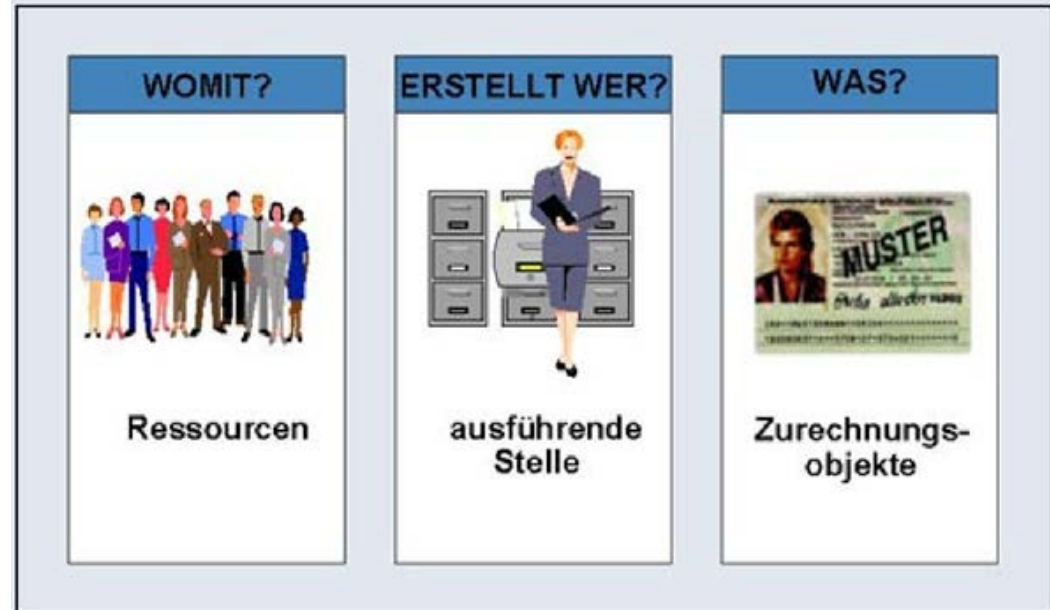 WOMIT?
ERSTELLT WER?
WAS?
MUSTER
Ressourcen
ausführende
Stelle
Zurechnungs-
objekte